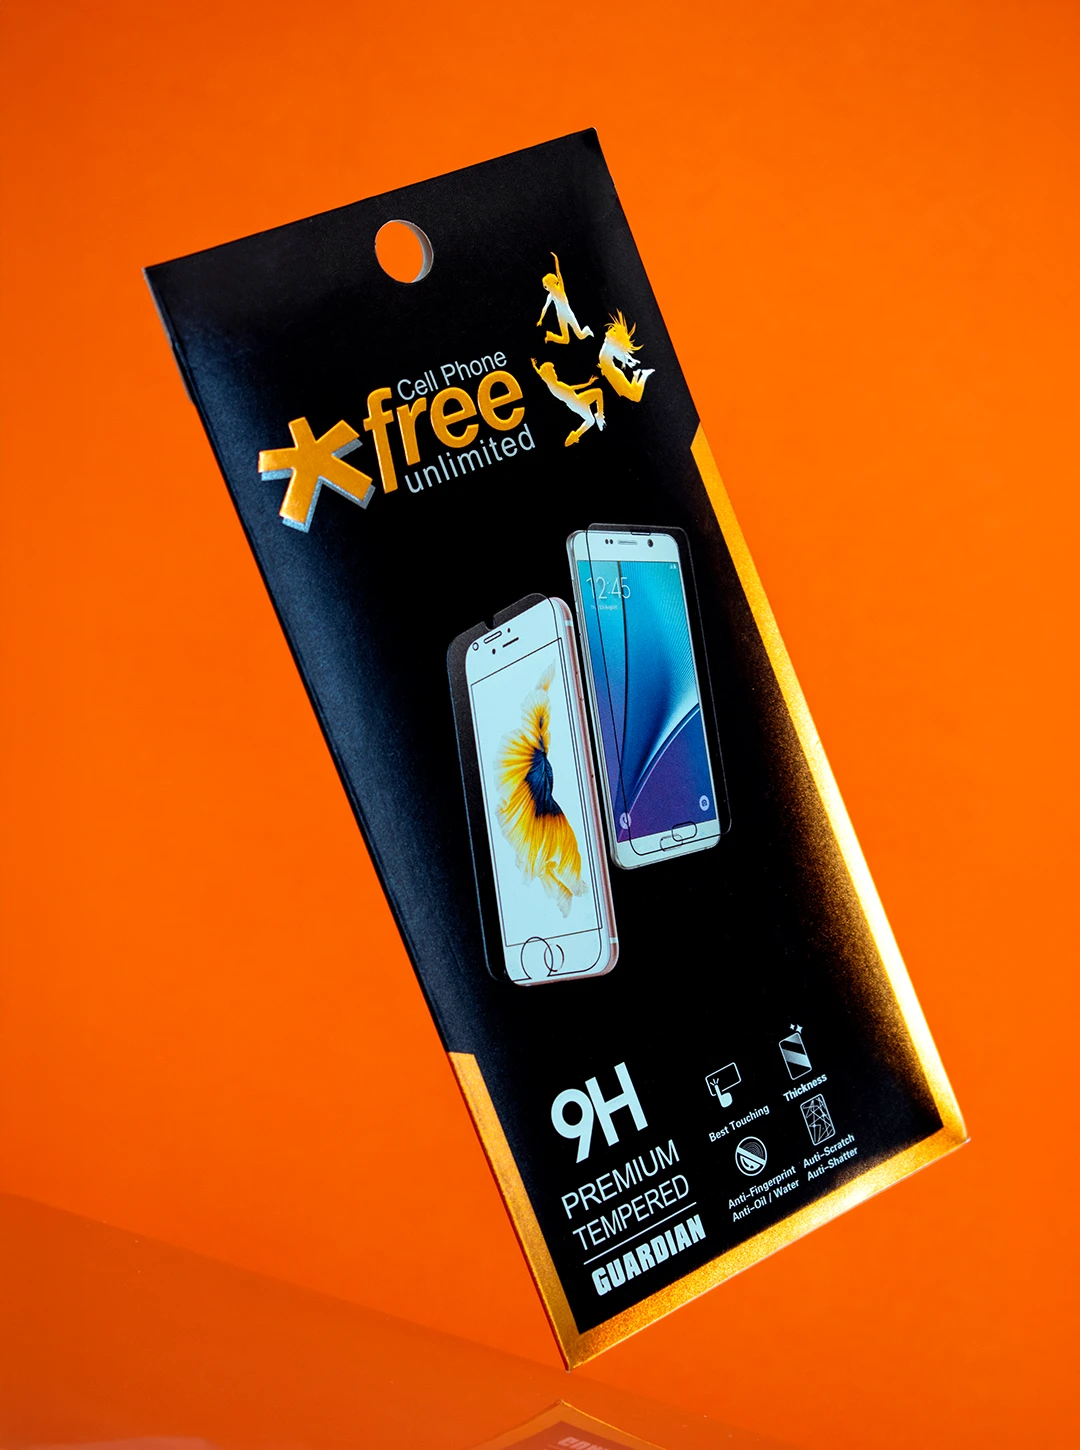 Cell Phone
*free
unlimited
12:45
9H
PREMIUM
TEMPERED
GUARDIAN
Best Touching
Thickness
Anti-Fingerprint
Anti-Oil / Water
Auti-Scratch
Auti-Shatter